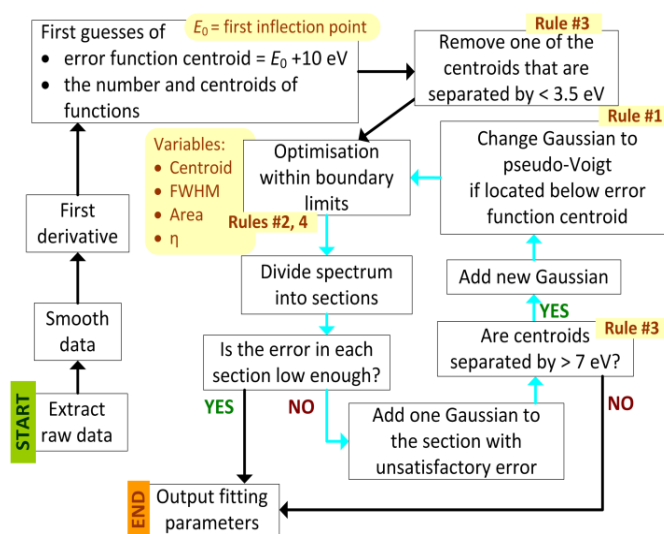 E₀ = first inflection point
First guesses of
• error function centroid = E₀ +10 eV
• the number and centroids of
functions
Rule #3
Remove one of the
centroids that are
separated by < 3.5 eV
Rule #1
Change Gaussian to
pseudo-Voigt
if located below error
function centroid
Variables:
• Centroid
• FWHM
• Area
• η
Optimisation
within boundary
limits
Rules #2, 4
First
derivative
Divide spectrum
into sections
Add new Gaussian
YES
Smooth
data
Rule #3
Are centroids
separated by > 7 eV?
Is the error in each
section low enough?
START
Extract
raw data
YES
NO
NO
Add one Gaussian to
the section with
unsatisfactory error
END
Output fitting
parameters